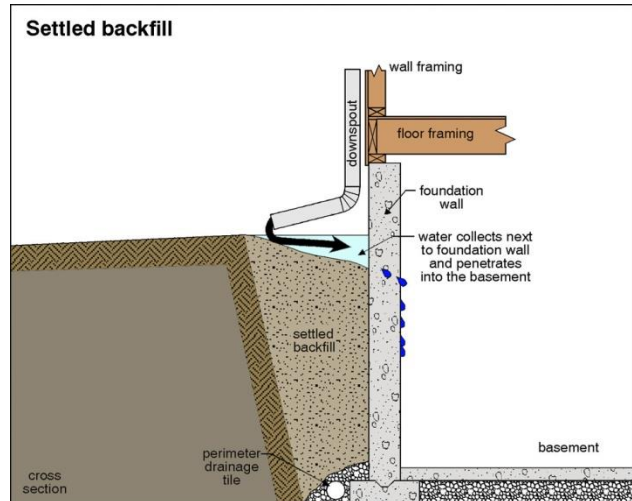 Settled backfill
wall framing
downspout
floor framing
foundation
wall
water collects next
to foundation wall
and penetrates
into the basement
settled
backfill
perimeter
drainage
tile
basement
cross
section